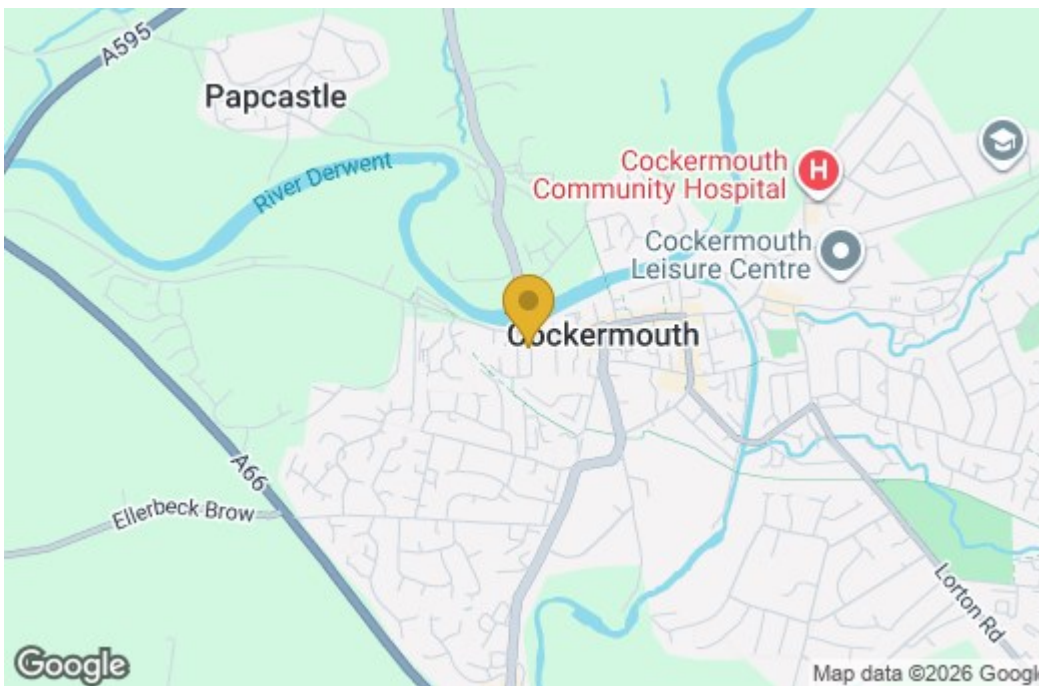 A595
Papcastle
River Derwent
Cockermouth
Community Hospital
H
Cockermouth
Leisure Centre
Cockermouth
A66
Ellerbeck Brow
Lorton Rd
Google
Map data ©2026 Google